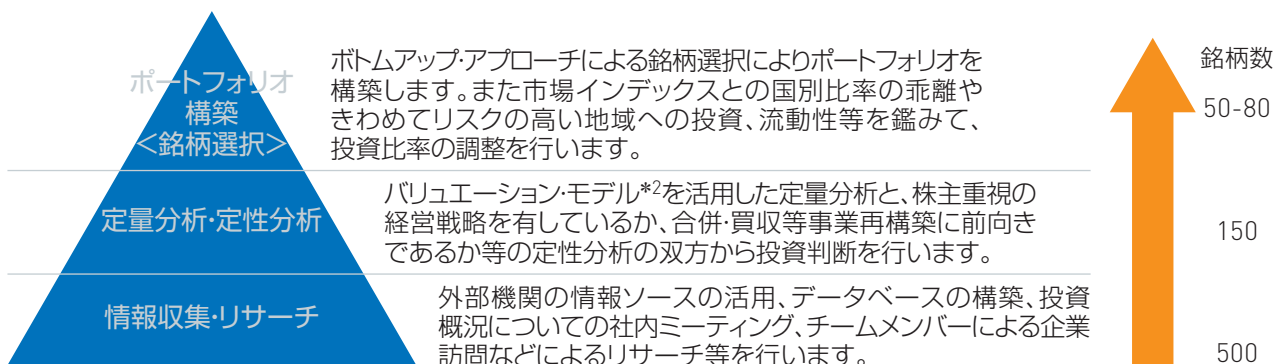 ポートフォリオ
構築
<銘柄選択>
ボトムアップ・アプローチによる銘柄選択によりポートフォリオを
構築します。また市場インデックスとの国別比率の乖離や
きわめてリスクの高い地域への投資、流動性等を鑑みて、
投資比率の調整を行います。
銘柄数
50-80
定量分析・定性分析
バリュエーション・モデル*2を活用した定量分析と、株主重視の
経営戦略を有しているか、合併・買収等事業再構築に前向き
であるか等の定性分析の双方から投資判断を行います。
150
情報収集・リサーチ
外部機関の情報ソースの活用、データベースの構築、投資
概況についての社内ミーティング、チームメンバーによる企業
訪問などによるリサーチ等を行います。
500